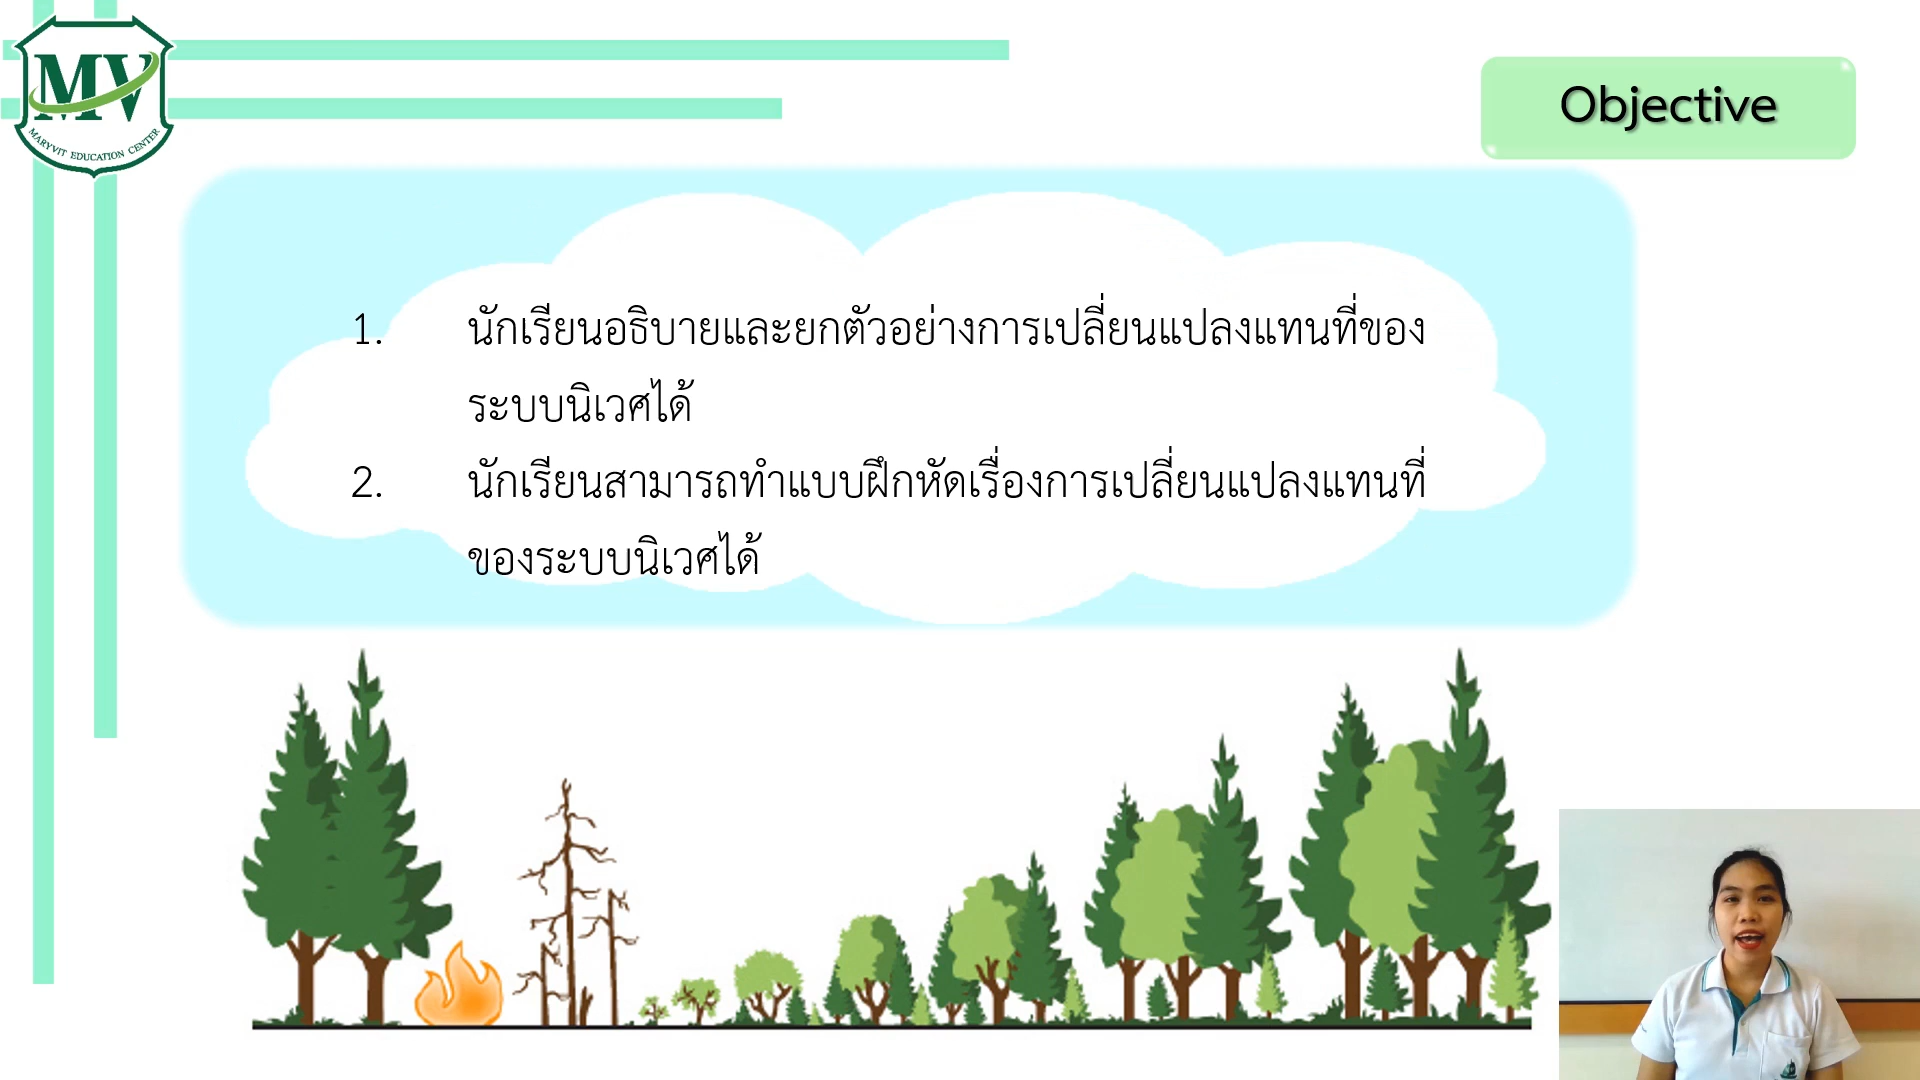 MV
MARYVIT EDUCATION CENTER
Objective
1. นักเรียนอธิบายและยกตัวอย่างการเปลี่ยนแปลงแทนที่ของ
ระบบนิเวศได้
2. นักเรียนสามารถทำแบบฝึกหัดเรื่องการเปลี่ยนแปลงแทนที่
ของระบบนิเวศได้